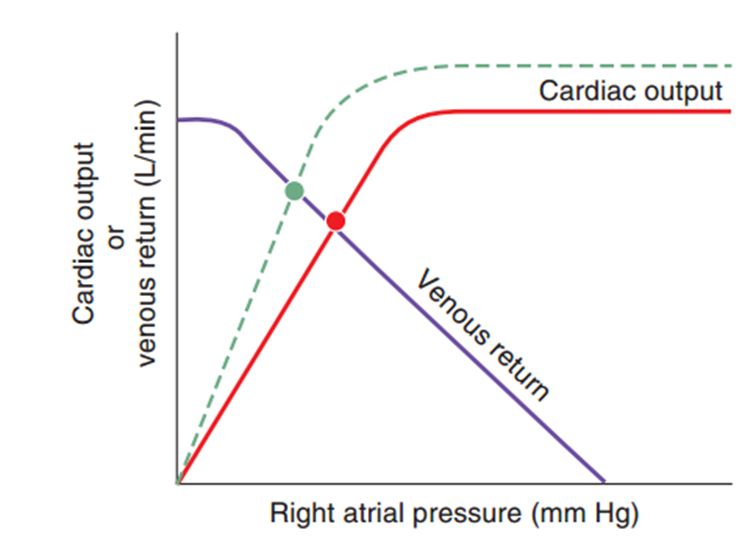 Cardiac output
or
venous return (L/min)
Cardiac output
Venous return
Right atrial pressure (mm Hg)